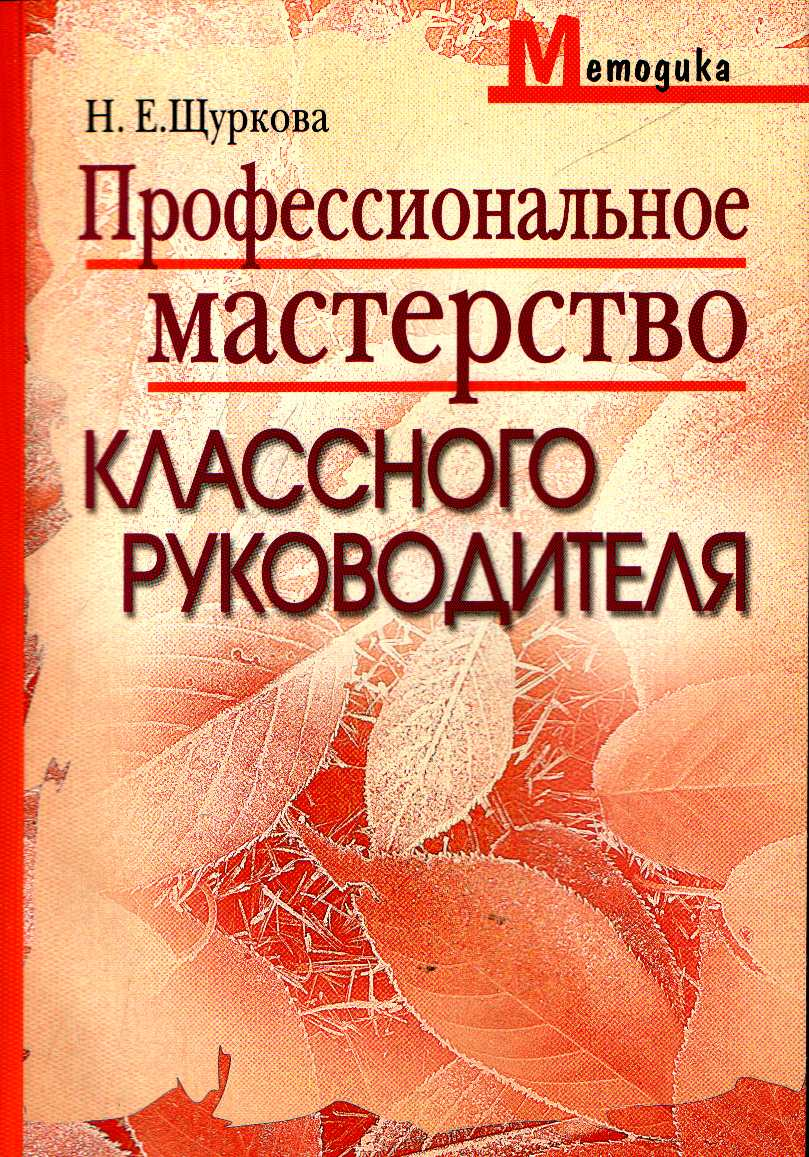 Методика
Н. Е.Щуркова
Профессиональное
мастерство
КЛАССНОГО
РУКОВОДИТЕЛЯ